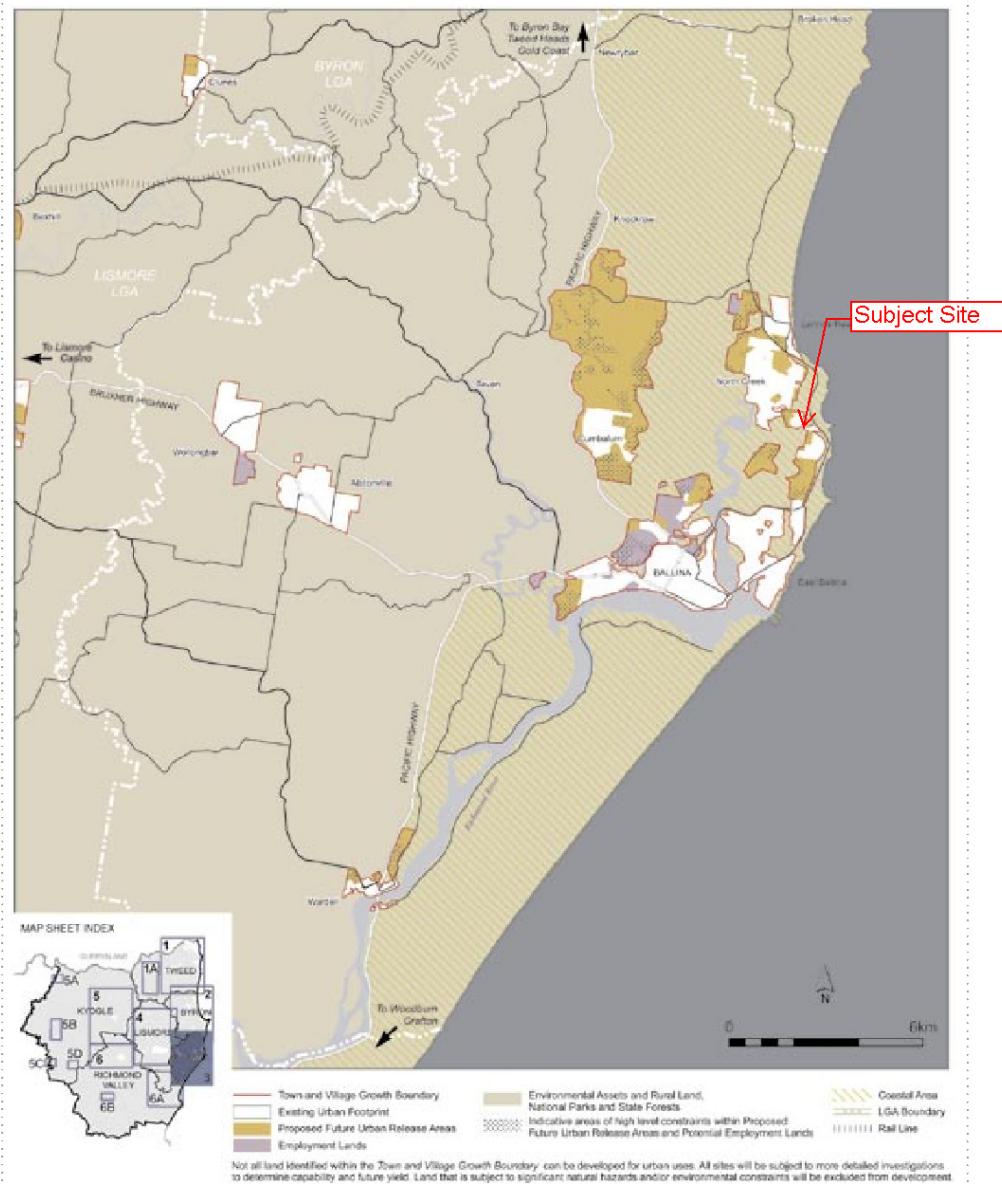 To Byron Bay
Tweed Heads
Gold Coast
Broken Head
Newrybar
BYRON
LGA
Clunes
Bexhill
Knockrow
PACIFIC HIGHWAY
LISMORE
LGA
Subject Site
To Lismore
Casino
BRUXNER HIGHWAY
Teven
North Creek
Cumbalum
Wollongbar
Alstonville
BALLINA
East Ballina
PACIFIC HIGHWAY
Richmond River
Wardell
To Woodburn
Grafton
N
0 6km
MAP SHEET INDEX
QUEENSLAND
1
1A
TWEED
5A
2
5
KYOGLE
BYRON
4
5B
LISMORE
5C
5D
6
3
RICHMOND
VALLEY
6A
6B
Town and Village Growth Boundary
Existing Urban Footprint
Proposed Future Urban Release Areas
Employment Lands
Environmental Assets and Rural Land,
National Parks and State Forests
Indicative areas of high level constraints within Proposed
Future Urban Release Areas and Potential Employment Lands
Coastal Area
LGA Boundary
Rail Line
Not all land identified within the Town and Village Growth Boundary can be developed for urban uses. All sites will be subject to more detailed investigations
to determine capability and future yield. Land that is subject to significant natural hazards and/or environmental constraints will be excluded from development.